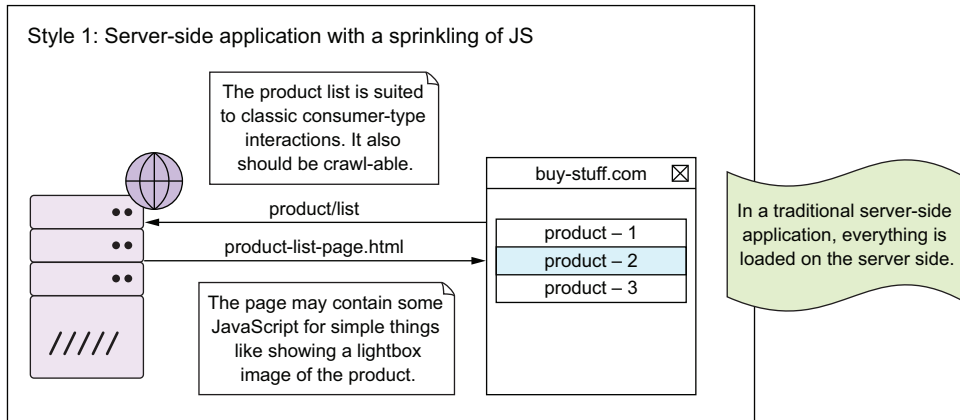 Style 1: Server-side application with a sprinkling of JS
The product list is suited
to classic consumer-type
interactions. It also
should be crawl-able.
buy-stuff.com
product/list
product-list-page.html
product – 1
product – 2
product – 3
In a traditional server-side
application, everything is
loaded on the server side.
The page may contain some
JavaScript for simple things
like showing a lightbox
image of the product.